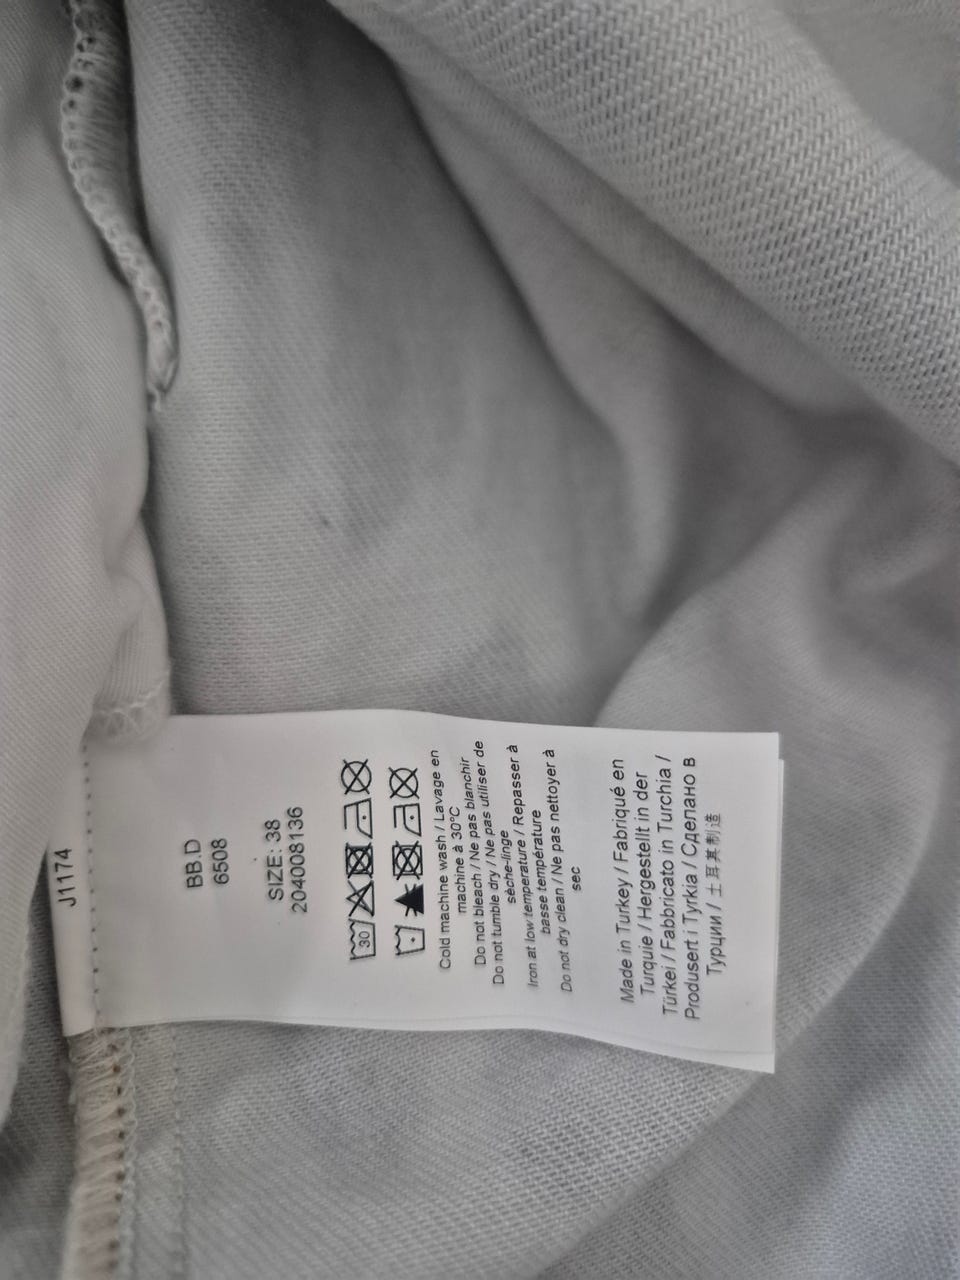 J1174
BB.D
6508
SIZE: 38
204008136
30
Cold machine wash / Lavage en
machine à 30°C
Do not bleach / Ne pas blanchir
Do not tumble dry / Ne pas utiliser de
sèche-linge
Iron at low temperature / Repasser à
basse température
Do not dry clean / Ne pas nettoyer à
sec
Made in Turkey / Fabriqué en
Turquie / Hergestellt in der
Türkei / Fabbricato in Turchia /
Produsert i Tyrkia / Сделано в
Турции / 土耳其制造